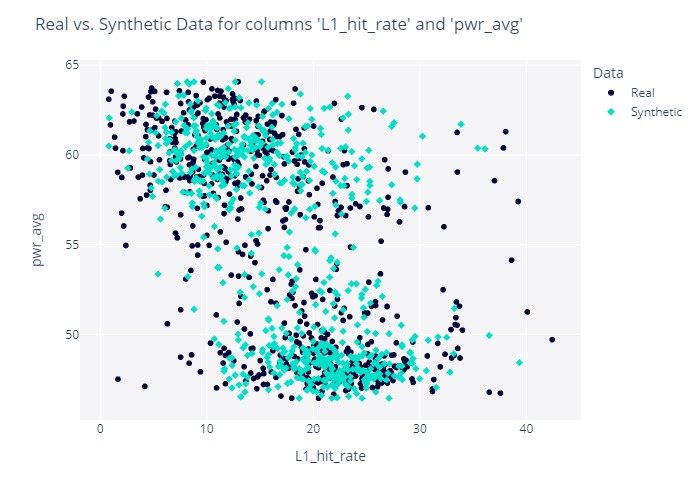 Real vs. Synthetic Data for columns 'L1_hit_rate' and 'pwr_avg'
Data
Real
Synthetic
65
60
55
50
pwr_avg
0 10 20 30 40
L1_hit_rate